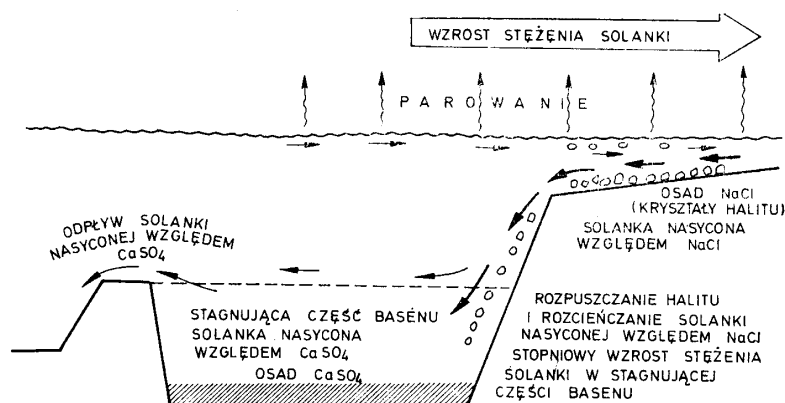 WZROST STĘŻENIA SOLANKI
PAROWANIE
OSAD NaCl
(KRYSZTAŁY HALITU)
SOLANKA NASYCONA
WZGLĘDEM NaCl
ODPŁYW SOLANKI
NASYCONEJ WZGLĘDEM
CaSO4
STAGNUJĄCA CZĘŚĆ BASENU
SOLANKA NASYCONA
WZGLĘDEM CaSO4
OSAD CaSO4
ROZPUSZCZANIE HALITU
I ROZCIEŃCZANIE SOLANKI
NASYCONEJ WZGLĘDEM NaCl
STOPNIOWY WZROST STĘŻENIA
SOLANKI W STAGNUJĄCEJ
CZĘŚCI BASENU